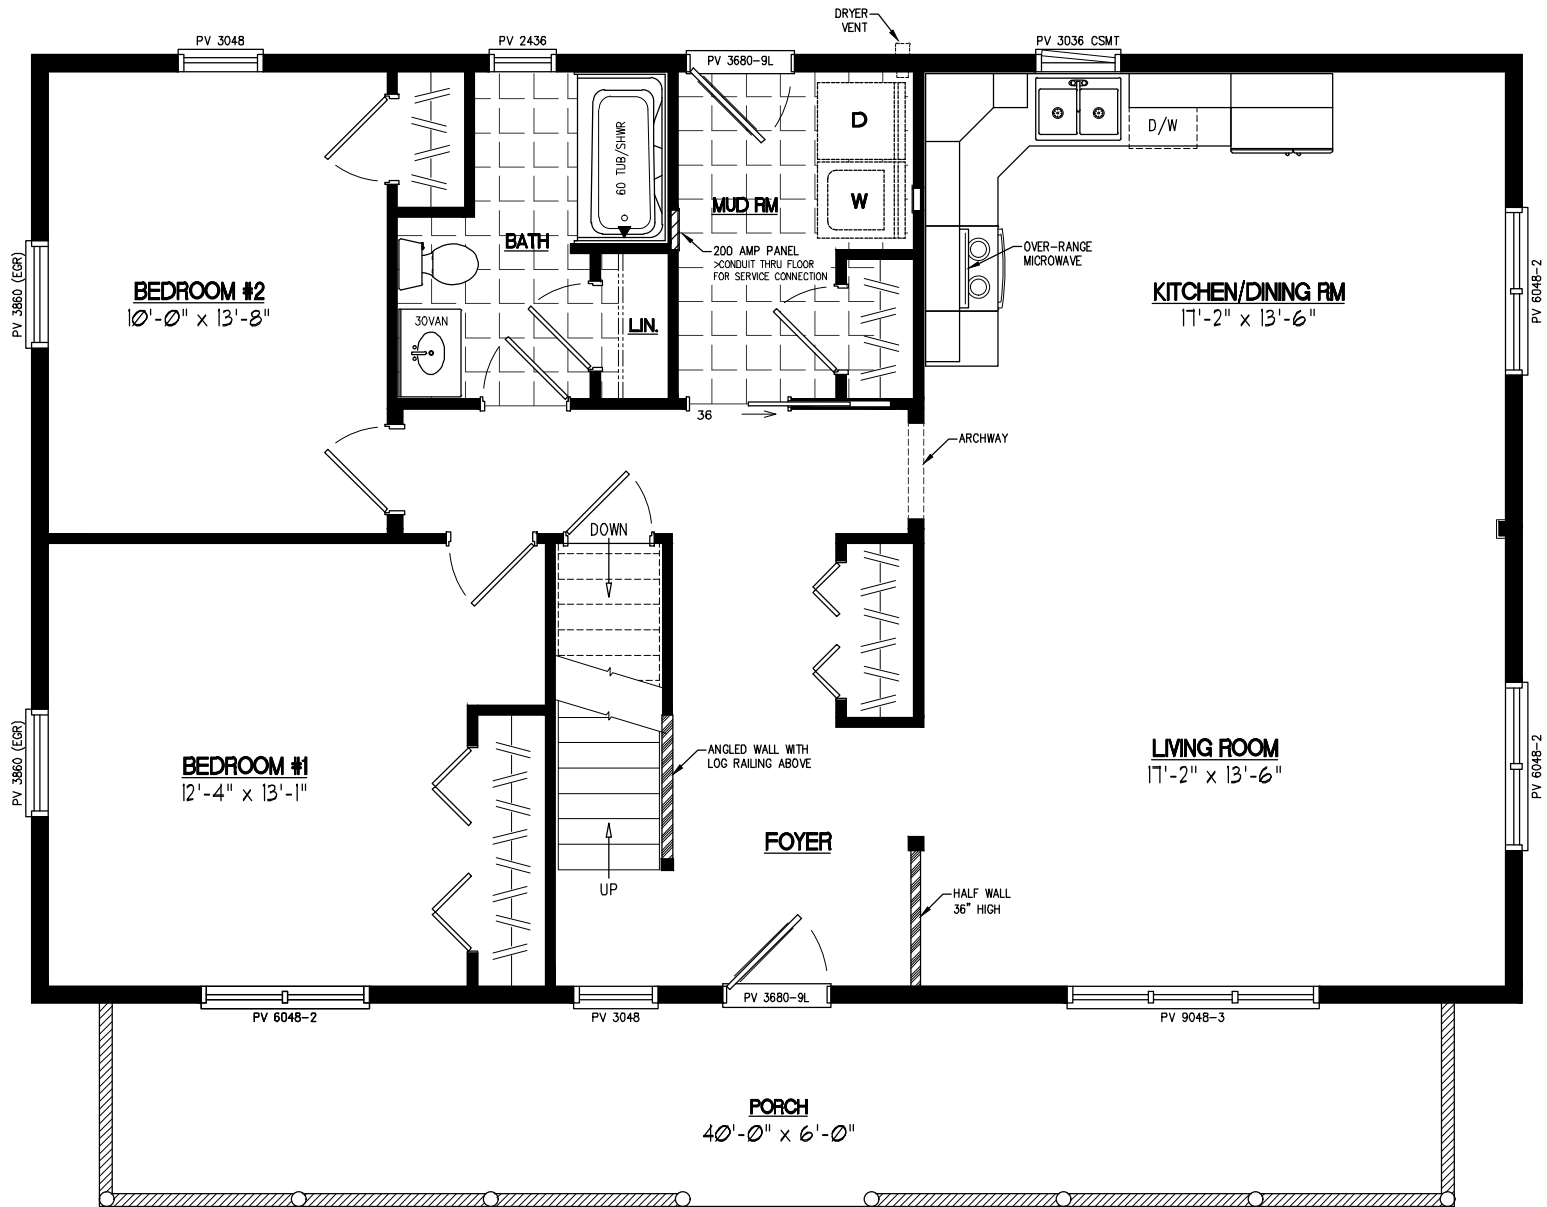 DRYER
VENT
PV 3048
PV 2436
PV 3680-9L
PV 3036 CSMT
D
D/W
60 TUB/SHWR
W
MUD RM
BATH
200 AMP PANEL
>CONDUIT THRU FLOOR
FOR SERVICE CONNECTION
OVER-RANGE
MICROWAVE
PV 3860 (EGR)
BEDROOM #2
10'-0" x 13'-8"
KITCHEN/DINING RM
17'-2" x 13'-6"
PV 6048-2
30VAN
LIN.
36
ARCHWAY
DOWN
PV 3860 (EGR)
BEDROOM #1
12'-4" x 13'-1"
ANGLED WALL WITH
LOG RAILING ABOVE
LIVING ROOM
17'-2" x 13'-6"
PV 6048-2
FOYER
UP
HALF WALL
36" HIGH
PV 6048-2
PV 3048
PV 3680-9L
PV 9048-3
PORCH
40'-0" x 6'-0"